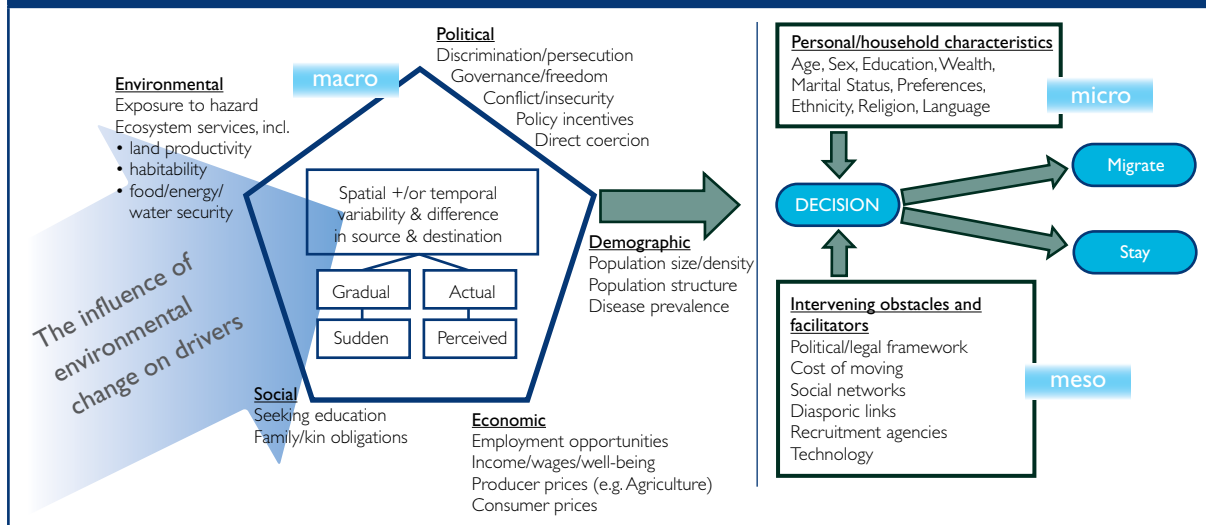 Political
Discrimination/persecution
Governance/freedom
Conflict/insecurity
Policy incentives
Direct coercion
macro
Environmental
Exposure to hazard
Ecosystem services, incl.
• land productivity
• habitability
• food/energy/
water security
Spatial +/or temporal
variability & difference
in source & destination
Gradual
Actual
Sudden
Perceived
The influence of
environmental
change on drivers
Demographic
Population size/density
Population structure
Disease prevalence
Social
Seeking education
Family/kin obligations
Economic
Employment opportunities
Income/wages/well-being
Producer prices (e.g. Agriculture)
Consumer prices
Personal/household characteristics
Age, Sex, Education, Wealth,
Marital Status, Preferences,
Ethnicity, Religion, Language
micro
DECISION
Migrate
Stay
Intervening obstacles and
facilitators
Political/legal framework
Cost of moving
Social networks
Diasporic links
Recruitment agencies
Technology
meso